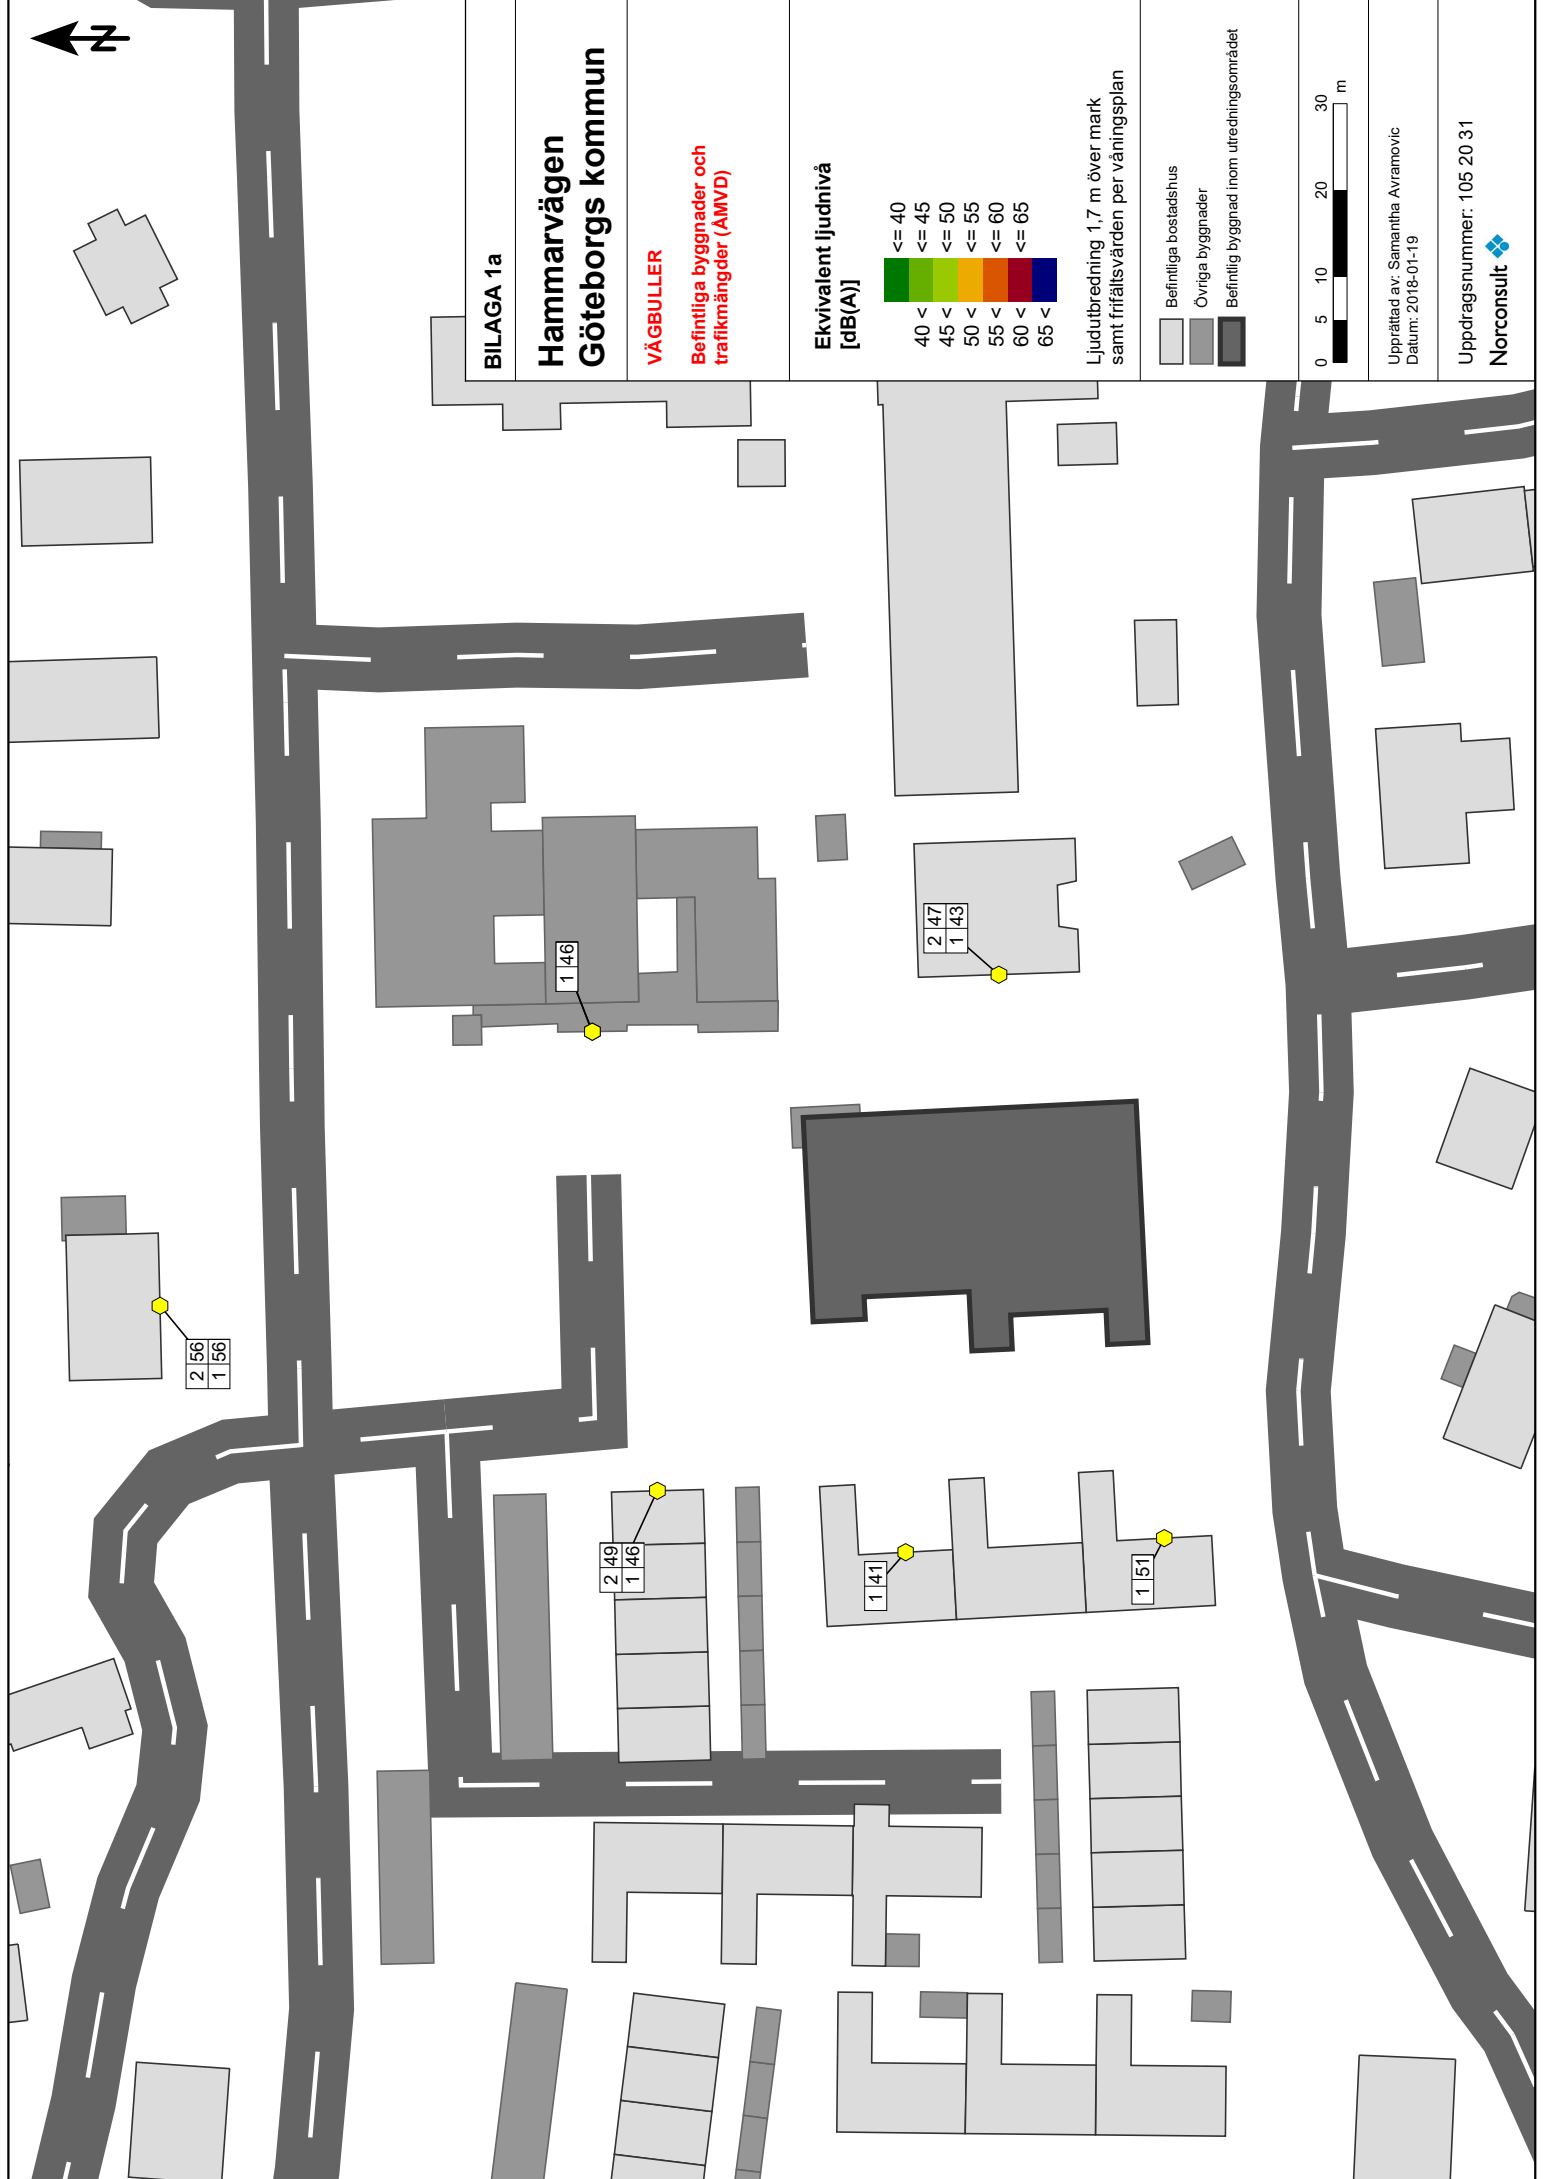 N
BILAGA 1a
Hammarvägen
Göteborgs kommun
VÄGBULLER
Befintliga byggnader och
trafikmängder (ÅMVD)
Ekvivalent ljudnivå
[dB(A)]
<= 40
40 < <= 45
45 < <= 50
50 < <= 55
55 < <= 60
60 < <= 65
65 <
Ljudutbredning 1,7 m över mark
samt frifältsvärden per våningsplan
Befintliga bostadshus
Övriga byggnader
Befintlig byggnad inom utredningsområdet
0 5 10 20 30
m
Upprättad av: Samantha Avramovic
Datum: 2018-01-19
Uppdragsnummer: 105 20 31
Norconsult
2 56
1 56
1 46
2 47
1 43
2 49
1 46
1 41
1 51